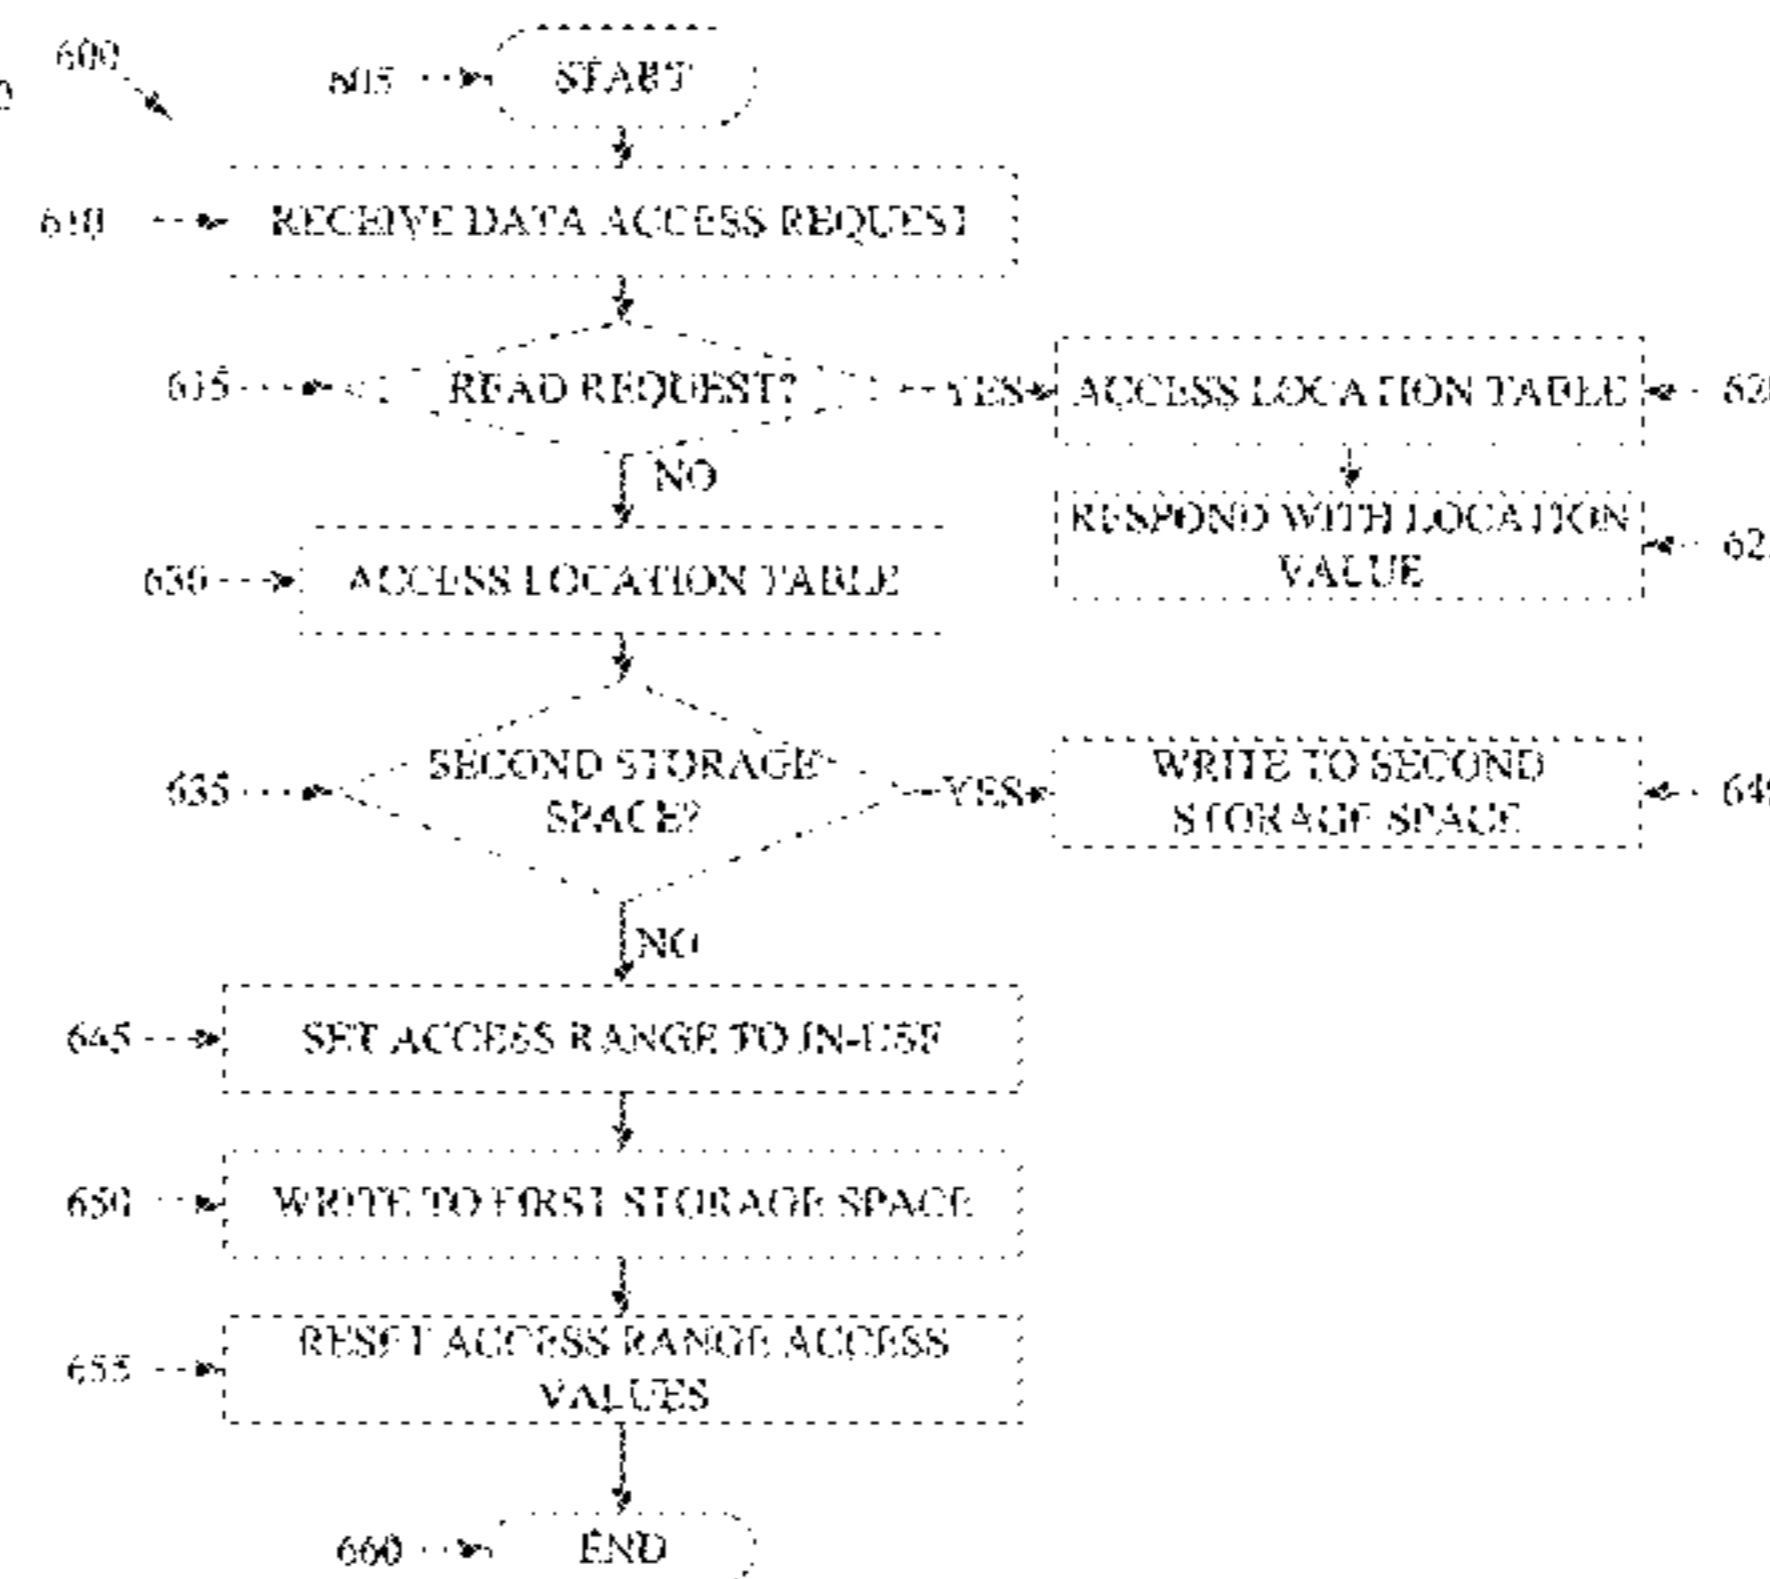 600
605 START
610 RECEIVE DATA ACCESS REQUEST
615 READ REQUEST? YES ACCESS LOCATION TABLE
NO
RESPOND WITH LOCATION
VALUE
630 ACCESS LOCATION TABLE
SECOND STORAGE
SPACE?
635 YES
WRITE TO SECOND
STORAGE SPACE
NO
645 SET ACCESS RANGE TO IN-USE
650 WRITE TO FIRST STORAGE SPACE
655 RESET ACCESS RANGE ACCESS
VALUES
660 END